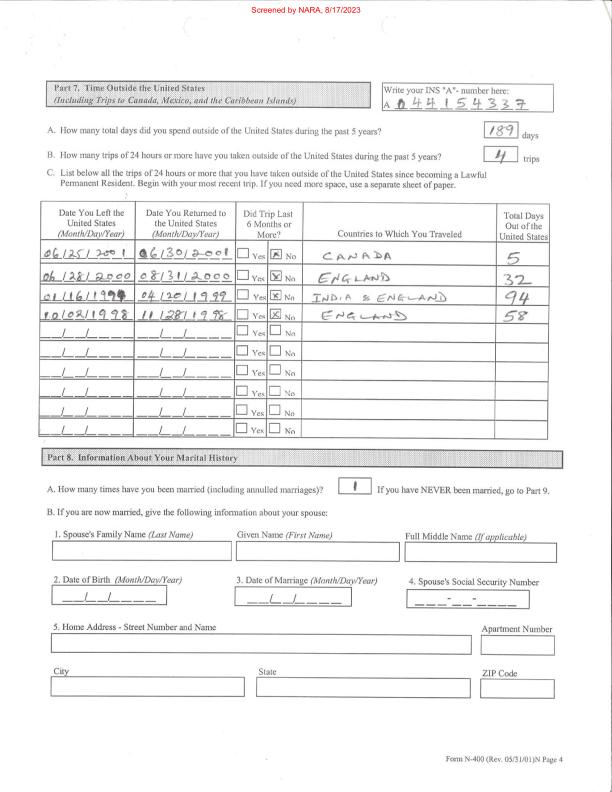 Screened by NARA, 8/17/2023
Part 7. Time Outside the United States
(Including Trips to Canada, Mexico, and the Caribbean Islands)
Write your INS "A"- number here:
A 044154337
A. How many total days did you spend outside of the United States during the past 5 years?
189 days
B. How many trips of 24 hours or more have you taken outside of the United States during the past 5 years?
4 trips
C. List below all the trips of 24 hours or more that you have taken outside of the United States since becoming a Lawful
Permanent Resident. Begin with your most recent trip. If you need more space, use a separate sheet of paper.
Date You Left the
United States
(Month/Day/Year)
Date You Returned to
the United States
(Month/Day/Year)
Did Trip Last
6 Months or
More?
Countries to Which You Traveled
Total Days
Out of the
United States
06/25/2001 06/30/2001 Yes No CANADA 5
06/28/2000 08/31/2000 Yes No ENGLAND 32
01/16/1999 04/20/1999 Yes No INDIA & ENGLAND 94
10/02/1998 11/28/1998 Yes No ENGLAND 58
Yes No
Yes No
Yes No
Yes No
Yes No
Yes No
Part 8. Information About Your Marital History
A. How many times have you been married (including annulled marriages)? 1 If you have NEVER been married, go to Part 9.
B. If you are now married, give the following information about your spouse:
1. Spouse's Family Name (Last Name) Given Name (First Name) Full Middle Name (If applicable)
2. Date of Birth (Month/Day/Year) 3. Date of Marriage (Month/Day/Year) 4. Spouse's Social Security Number
5. Home Address - Street Number and Name Apartment Number
City State ZIP Code
Form N-400 (Rev. 05/31/01)N Page 4